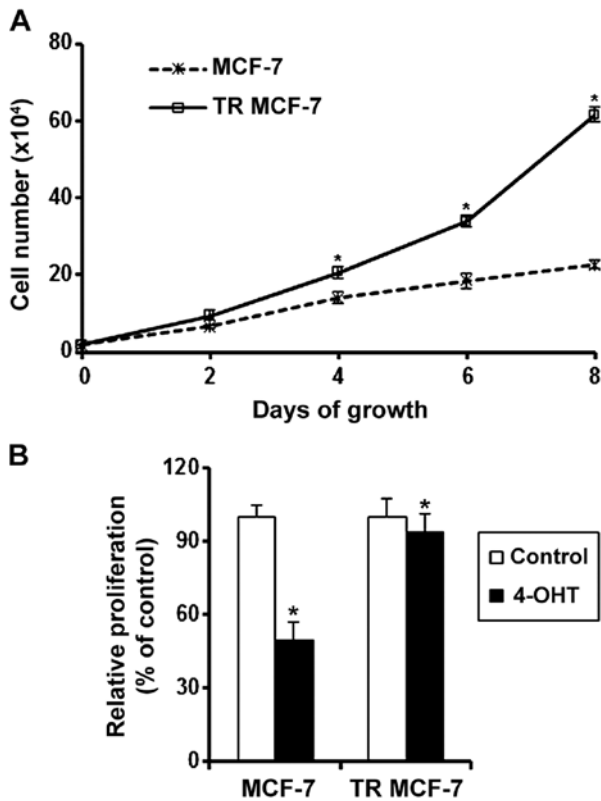 A
80
60
40
20
0
Cell number (x10⁴)
MCF-7
TR MCF-7
*
*
*
0 2 4 6 8
Days of growth
B
120
90
60
30
0
Relative proliferation
(% of control)
*
*
Control
4-OHT
MCF-7 TR MCF-7